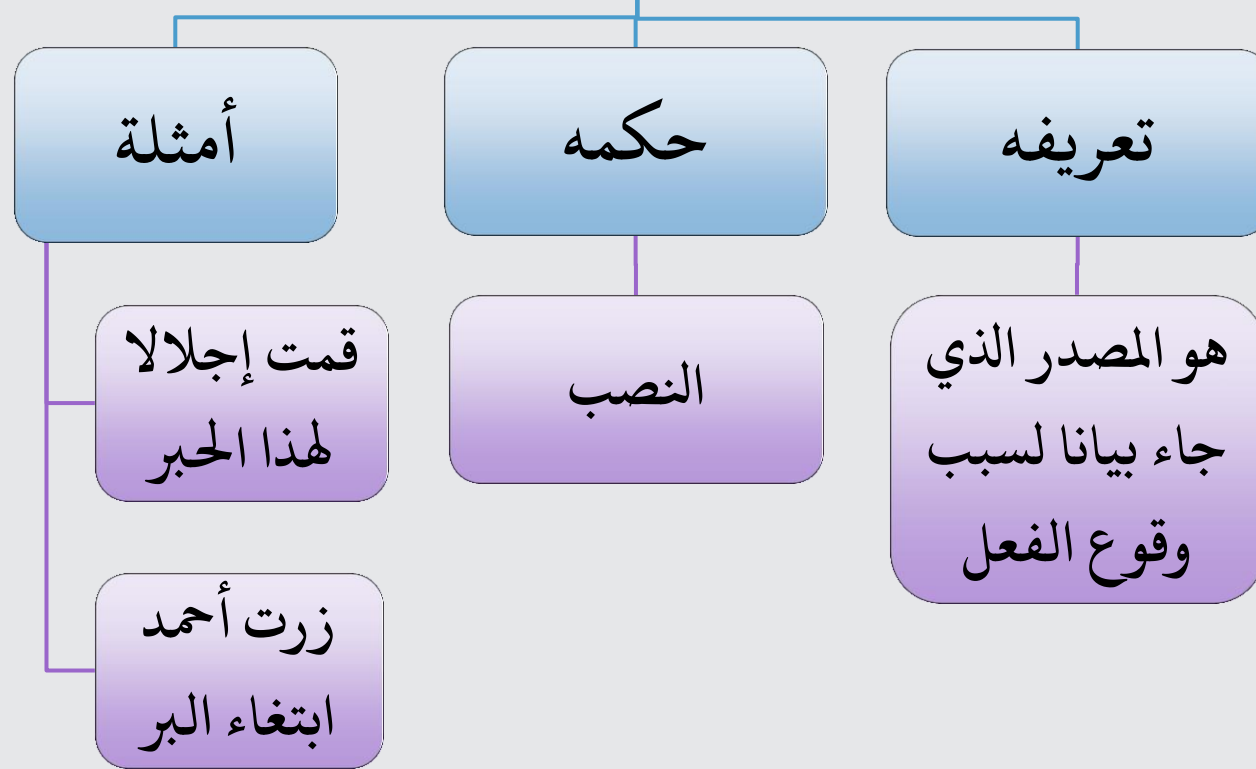 تعريفه
هو المصدر الذي
جاء بيانا لسبب
وقوع الفعل
حكمه
النصب
أمثلة
قمت إجلالا
لهذا الحبر
زرت أحمد
ابتغاء البر